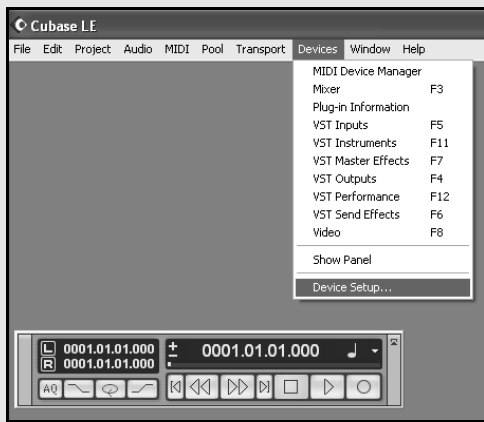 Cubase LE
File Edit Project Audio MIDI Pool Transport Devices Window Help
MIDI Device Manager
Mixer F3
Plug-in Information
VST Inputs F5
VST Instruments F11
VST Master Effects F7
VST Outputs F4
VST Performance F12
VST Send Effects F6
Video F8
Show Panel
Device Setup...
L 0001.01.01.000 0001.01.01.000
R 0001.01.01.000
AQ